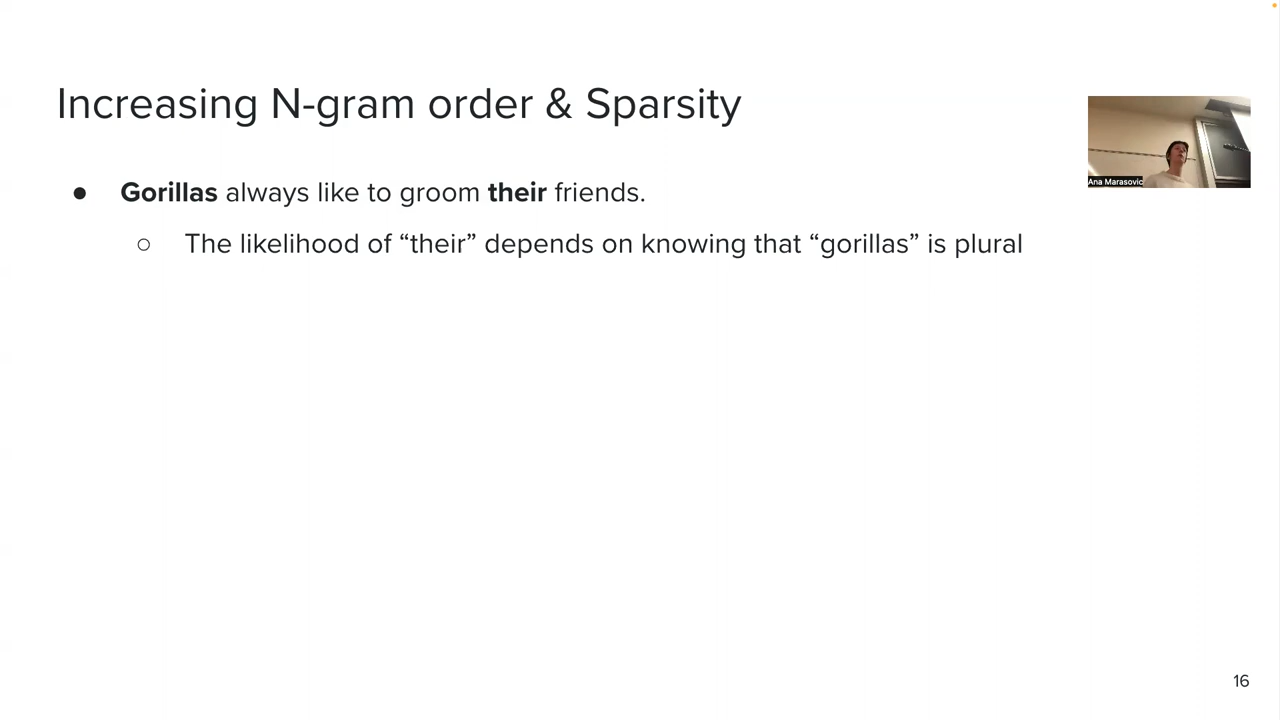 Increasing N-gram order & Sparsity
● Gorillas always like to groom their friends.
○ The likelihood of “their” depends on knowing that “gorillas” is plural
Ana Marasovic
16